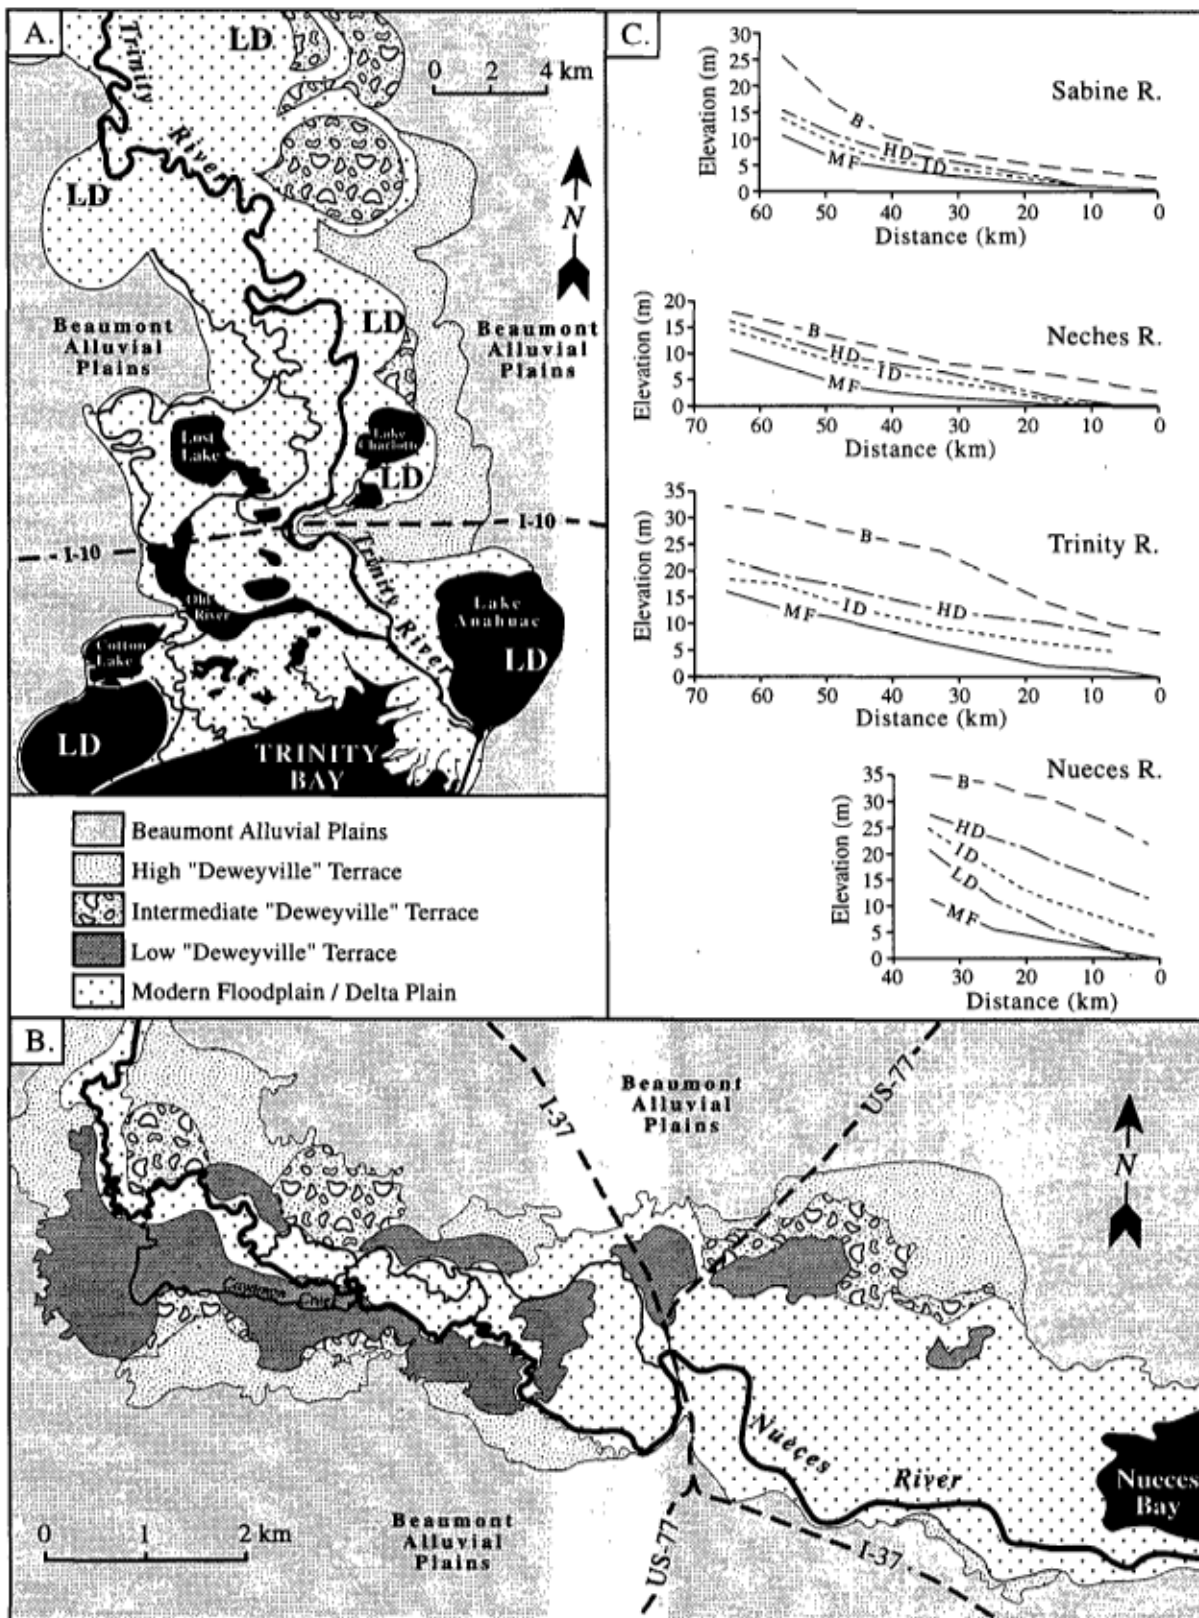 A.
Trinity
River
LD
LD
0 2 4 km
N
Beaumont
Alluvial
Plains
LD
Beaumont
Alluvial
Plains
Lost
Lake
Lake
Charlotte
LD
I-10
I-10
Trinity
River
Old
River
Lake
Anahuac
LD
Cotton
Lake
LD
TRINITY
BAY
Beaumont Alluvial Plains
High "Deweyville" Terrace
Intermediate "Deweyville" Terrace
Low "Deweyville" Terrace
Modern Floodplain / Delta Plain
C.
Sabine R.
Elevation (m)
30
25
20
15
10
5
0
B
HD
ID
MF
60 50 40 30 20 10 0
Distance (km)
Neches R.
Elevation (m)
20
15
10
5
0
B
HD
ID
MF
70 60 50 40 30 20 10 0
Distance (km)
Trinity R.
Elevation (m)
35
30
25
20
15
10
5
0
B
HD
ID
MF
70 60 50 40 30 20 10 0
Distance (km)
Nueces R.
Elevation (m)
35
30
25
20
15
10
5
0
B
HD
ID
LD
MF
40 30 20 10 0
Distance (km)
B.
I-37
Beaumont
Alluvial
Plains
US-77
N
Nueces
River
Nueces
Bay
0 1 2 km
Beaumont
Alluvial
Plains
US-77
I-37